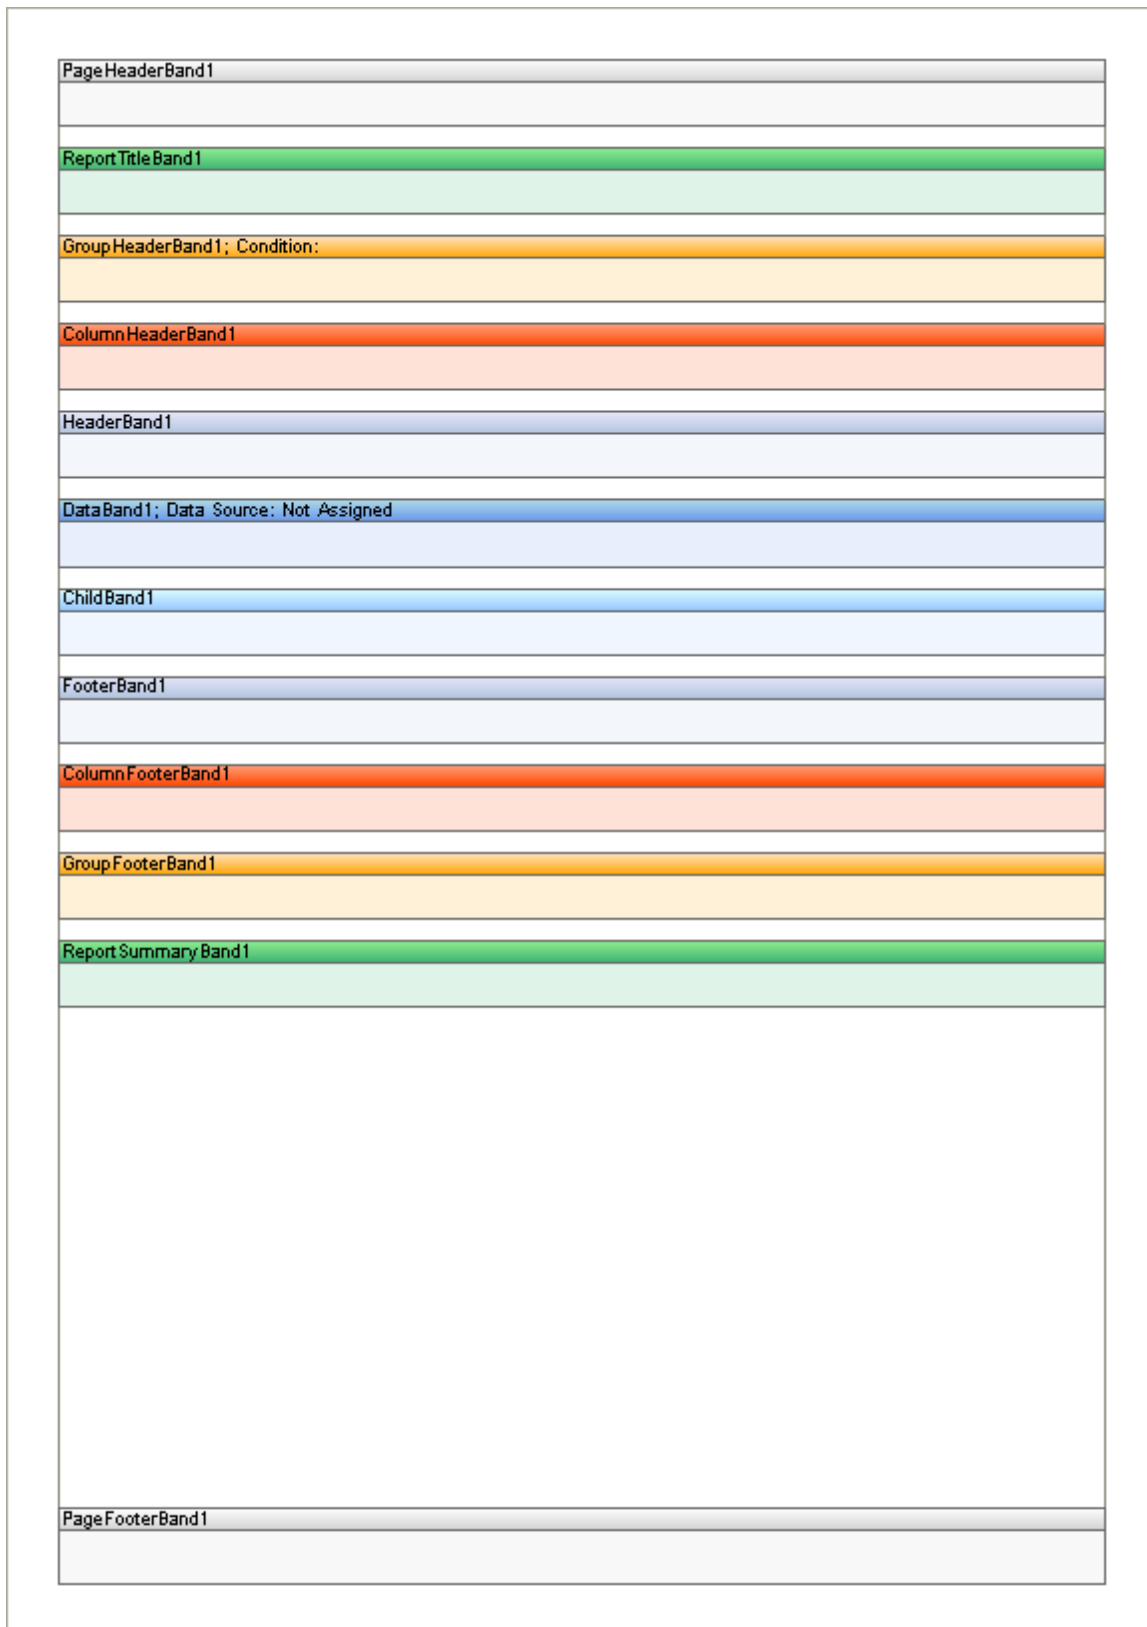 PageHeaderBand1
ReportTitleBand1
GroupHeaderBand1; Condition:
ColumnHeaderBand1
HeaderBand1
DataBand1; Data Source: Not Assigned
ChildBand1
FooterBand1
ColumnFooterBand1
GroupFooterBand1
ReportSummaryBand1
PageFooterBand1